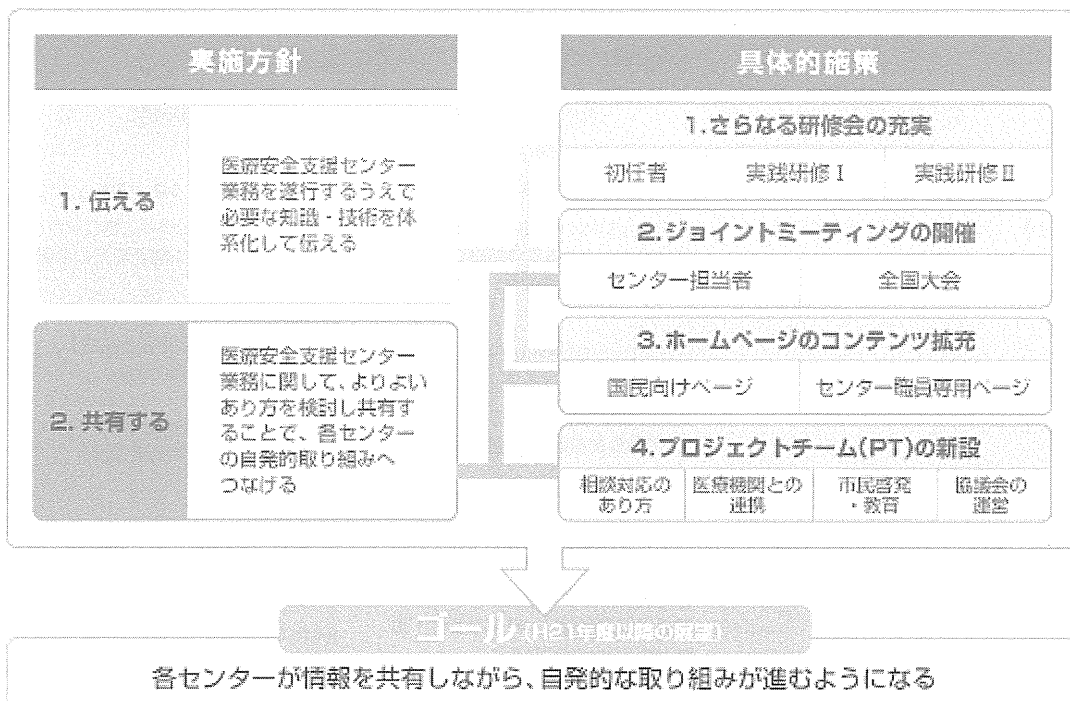 実施方針
1. 伝える
医療安全支援センター
業務を遂行するうえで
必要な知識・技術を体
系化して伝える
2. 共有する
医療安全支援センター
業務に関して、よりよい
あり方を検討し共有す
ることで、各センター
の自発的取り組みへ
つなげる
具体的施策
1.さらなる研修会の充実
初任者 実践研修Ⅰ 実践研修Ⅱ
2.ジョイントミーティングの開催
センター担当者 全国大会
3.ホームページのコンテンツ拡充
国民向けページ センター職員専用ページ
4.プロジェクトチーム(PT)の新設
相談対応の
あり方
医療機関との
連携
市民啓発
・教育
協議会の
運営
ゴール(H21年度以降の展望)
各センターが情報を共有しながら、自発的な取り組みが進むようになる